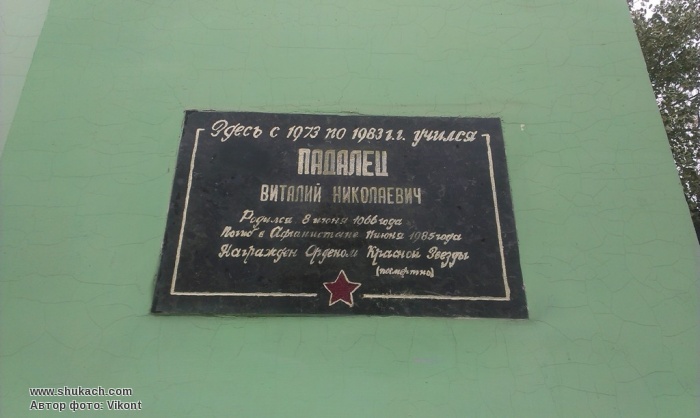 Здесь с 1973 по 1983 г.г. учился
ПАДАЛЕЦ
ВИТАЛИЙ НИКОЛАЕВИЧ
Родился 8 июня 1966 года
Погиб в Афганистане 11 июня 1985 года
Награжден Орденом Красной Звезды
(посмертно)
www.shukach.com
Автор фото: Vikont